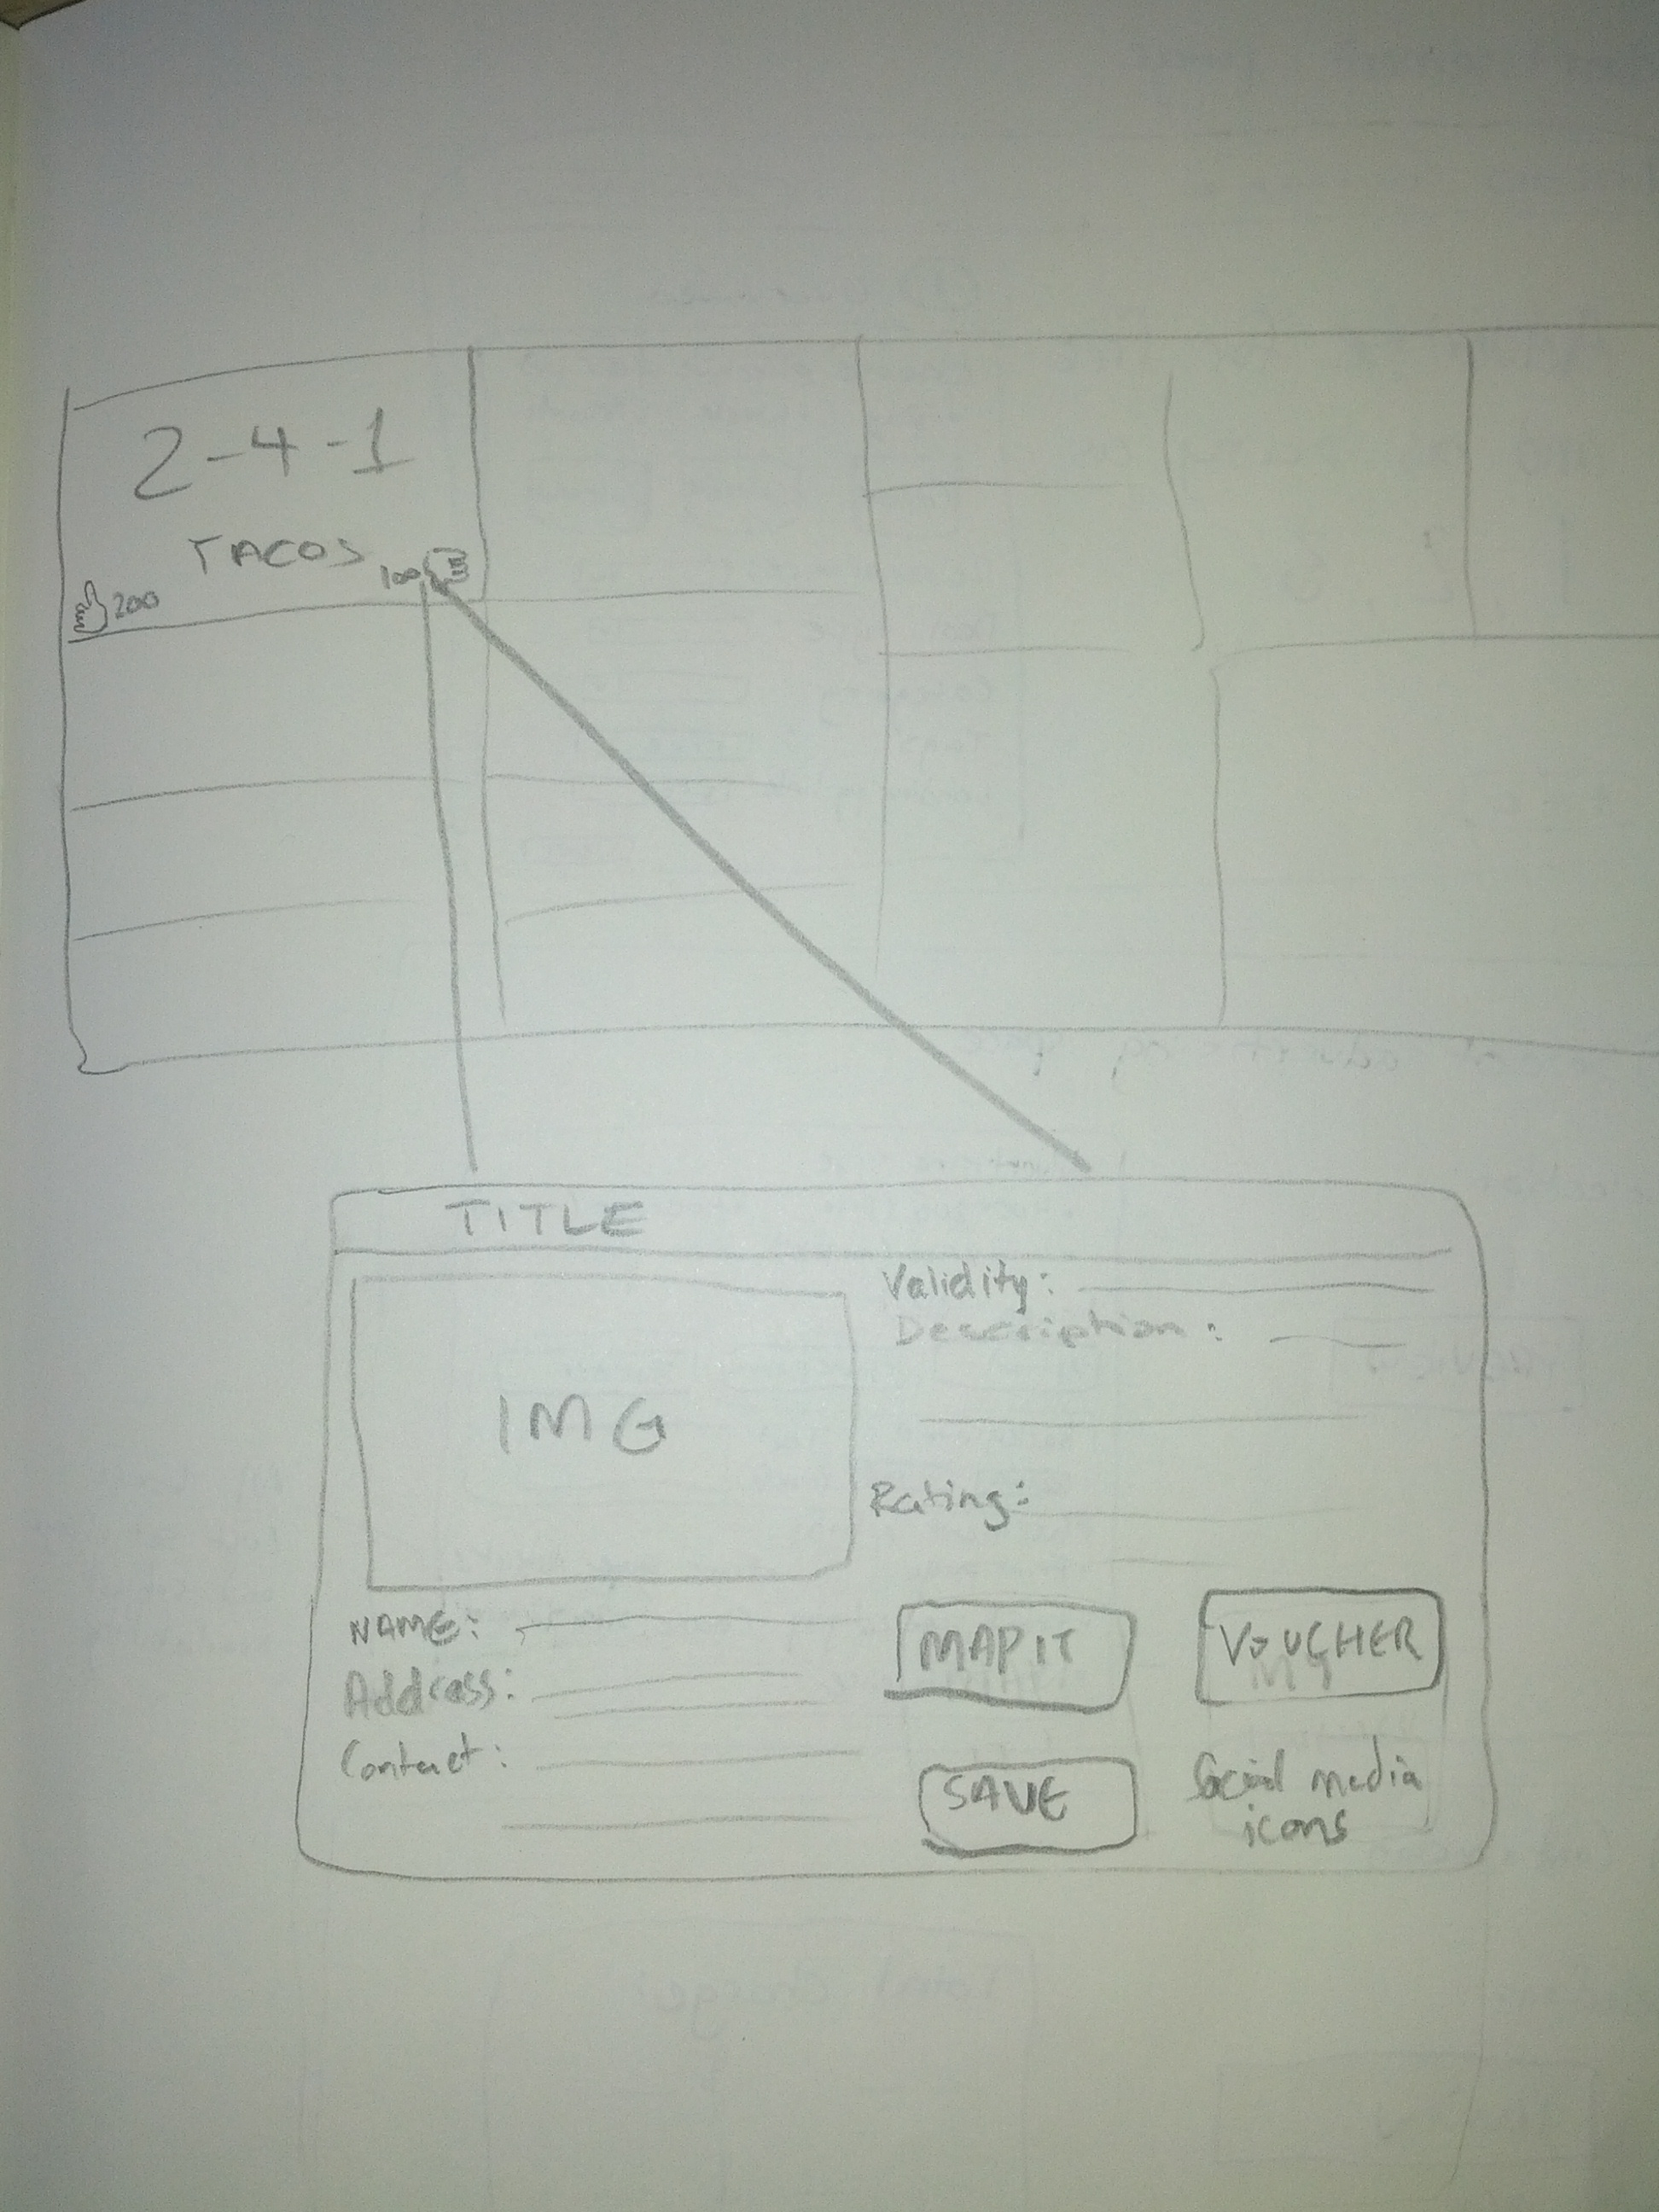 2-4-1
TACOS
200
100
TITLE
IMG
Validity:
Description:
Rating:
NAME:
Address:
Contact:
MAP IT
VOUCHER
SAVE
Social media
icons